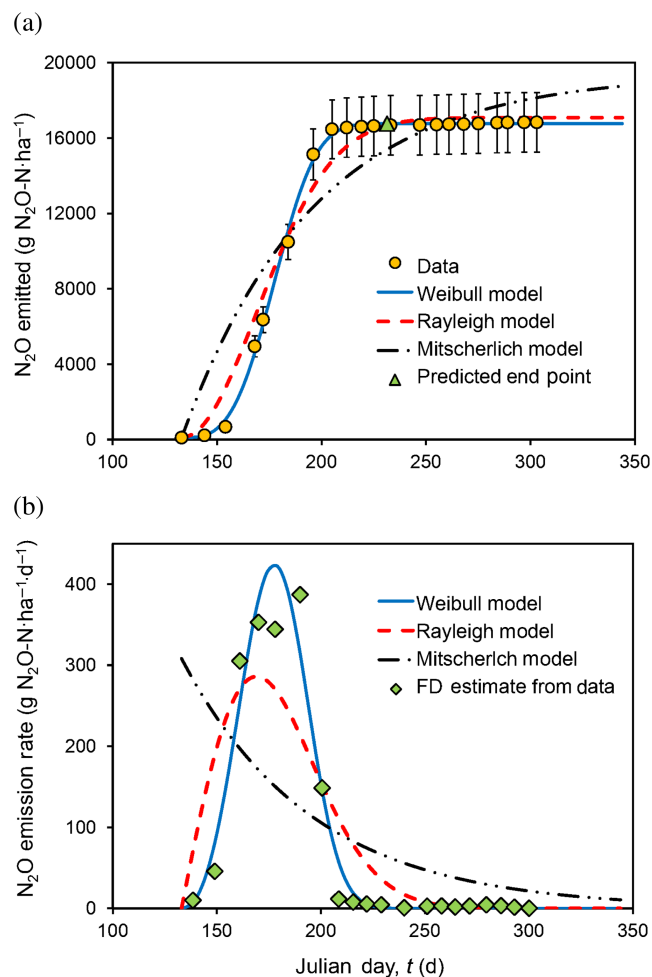 (a)
20000
16000
12000
8000
4000
0
N₂O emitted (g N₂O-N·ha⁻¹)
Data
Weibull model
Rayleigh model
Mitscherlich model
Predicted end point
100 150 200 250 300 350
(b)
400
300
200
100
0
N₂O emission rate (g N₂O-N·ha⁻¹·d⁻¹)
Weibull model
Rayleigh model
Mitscherlch model
FD estimate from data
100 150 200 250 300 350
Julian day, t (d)